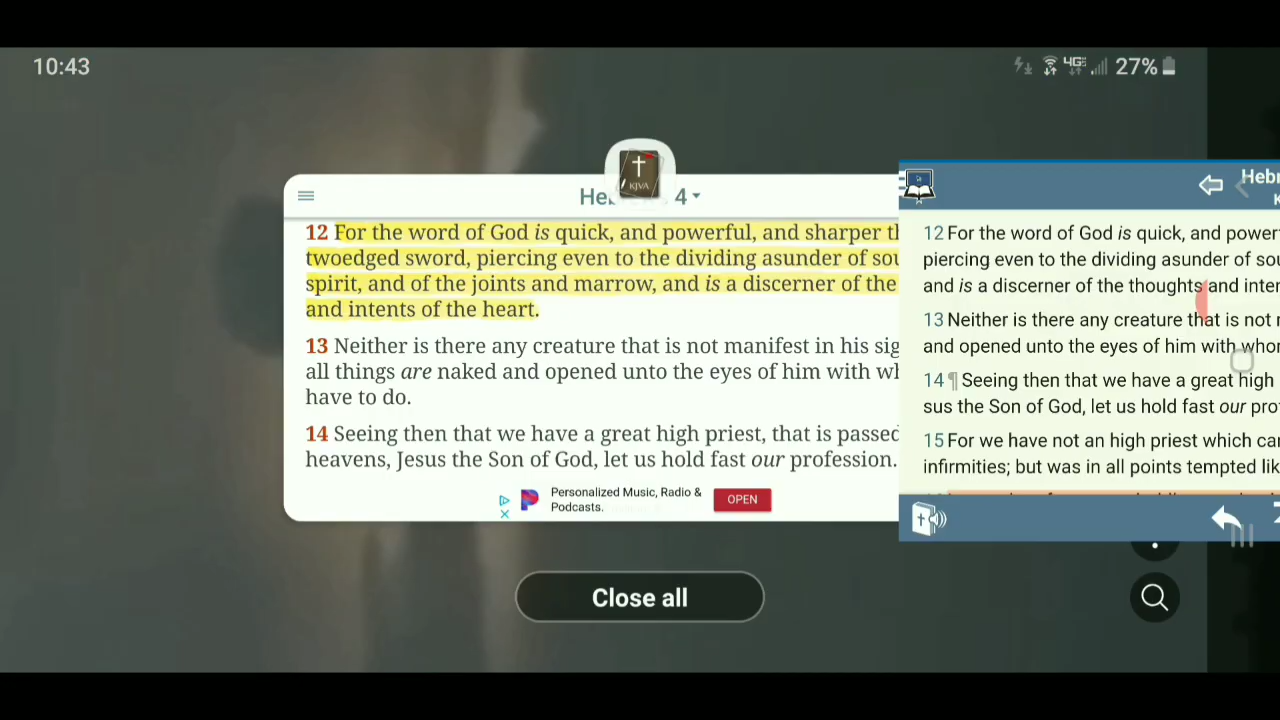 10:43
4GE
27%
KJVA
Hebrews 4
12 For the word of God is quick, and powerful, and sharper th
twoedged sword, piercing even to the dividing asunder of sou
spirit, and of the joints and marrow, and is a discerner of the
and intents of the heart.
13 Neither is there any creature that is not manifest in his sig
all things are naked and opened unto the eyes of him with wh
have to do.
14 Seeing then that we have a great high priest, that is passed
heavens, Jesus the Son of God, let us hold fast our profession.
Personalized Music, Radio &
Podcasts.
OPEN
Hebr
K
12 For the word of God is quick, and power
piercing even to the dividing asunder of sou
and is a discerner of the thoughts and inter
13 Neither is there any creature that is not r
and opened unto the eyes of him with whor
14 ¶ Seeing then that we have a great high
sus the Son of God, let us hold fast our pro
15 For we have not an high priest which car
infirmities; but was in all points tempted lik
Close all